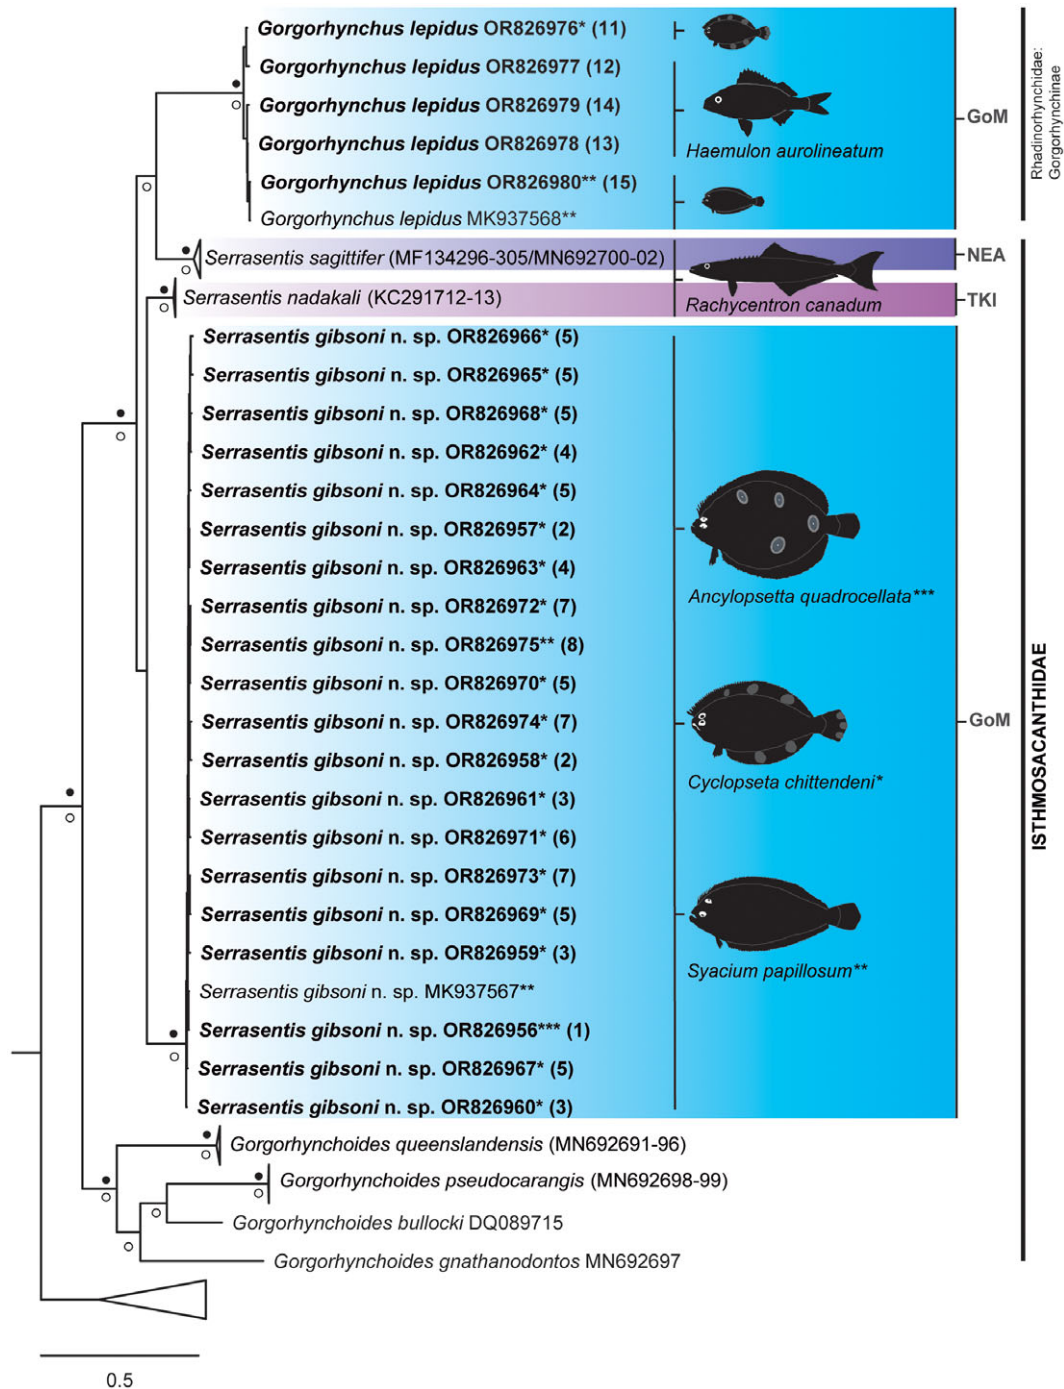 Gorgorhynchus lepidus OR826976* (11)
Gorgorhynchus lepidus OR826977 (12)
Gorgorhynchus lepidus OR826979 (14)
Gorgorhynchus lepidus OR826978 (13)
Haemulon aurolineatum
Gorgorhynchus lepidus OR826980** (15)
Gorgorhynchus lepidus MK937568**
GoM
Rhadinorhynchidae:
Gorgorhynchinae
Serrasentis sagittifer (MF134296-305/MN692700-02)
NEA
Serrasentis nadakali (KC291712-13)
Rachycentron canadum
TKI
Serrasentis gibsoni n. sp. OR826966* (5)
Serrasentis gibsoni n. sp. OR826965* (5)
Serrasentis gibsoni n. sp. OR826968* (5)
Serrasentis gibsoni n. sp. OR826962* (4)
Serrasentis gibsoni n. sp. OR826964* (5)
Serrasentis gibsoni n. sp. OR826957* (2)
Serrasentis gibsoni n. sp. OR826963* (4)
Ancylopsetta quadrocellata***
Serrasentis gibsoni n. sp. OR826972* (7)
Serrasentis gibsoni n. sp. OR826975** (8)
Serrasentis gibsoni n. sp. OR826970* (5)
Serrasentis gibsoni n. sp. OR826974* (7)
GoM
Serrasentis gibsoni n. sp. OR826958* (2)
Cyclopseta chittendeni*
Serrasentis gibsoni n. sp. OR826961* (3)
Serrasentis gibsoni n. sp. OR826971* (6)
Serrasentis gibsoni n. sp. OR826973* (7)
Serrasentis gibsoni n. sp. OR826969* (5)
Serrasentis gibsoni n. sp. OR826959* (3)
Syacium papillosum**
Serrasentis gibsoni n. sp. MK937567**
Serrasentis gibsoni n. sp. OR826956*** (1)
Serrasentis gibsoni n. sp. OR826967* (5)
Serrasentis gibsoni n. sp. OR826960* (3)
ISTHMOSACANTHIDAE
Gorgorhynchoides queenslandensis (MN692691-96)
Gorgorhynchoides pseudocarangis (MN692698-99)
Gorgorhynchoides bullocki DQ089715
Gorgorhynchoides gnathanodontos MN692697
0.5